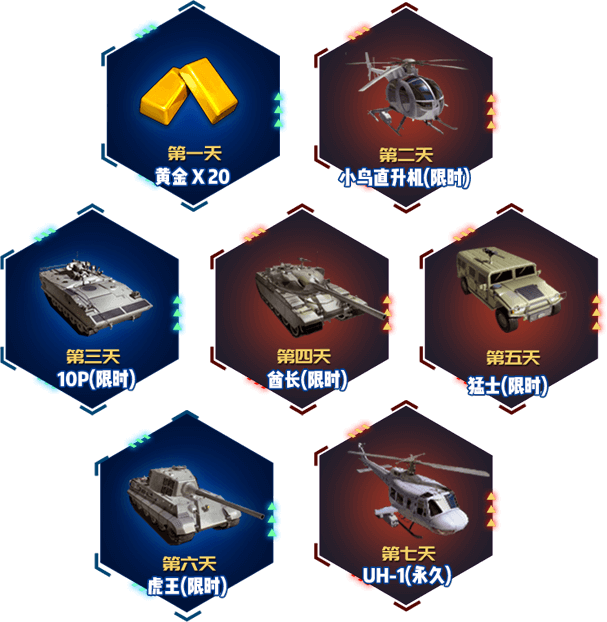 第一天
黄金 X 20
第二天
小鸟直升机(限时)
第三天
10P(限时)
第四天
酋长(限时)
第五天
猛士(限时)
第六天
虎王(限时)
第七天
UH-1(永久)